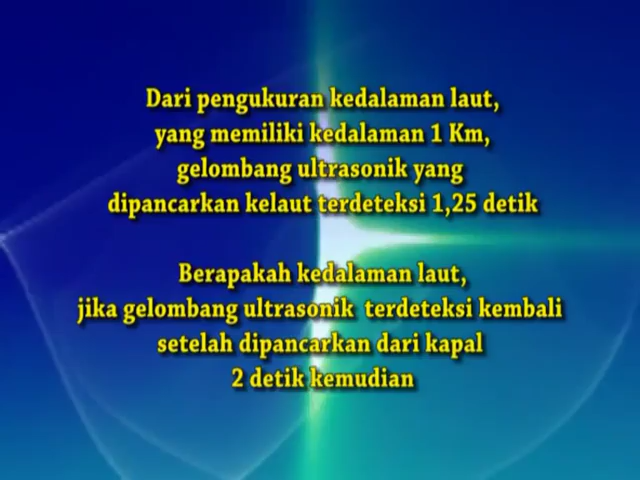 Dari pengukuran kedalaman laut,
yang memiliki kedalaman 1 Km,
gelombang ultrasonik yang
dipancarkan kelaut terdeteksi 1,25 detik
Berapakah kedalaman laut,
jika gelombang ultrasonik terdeteksi kembali
setelah dipancarkan dari kapal
2 detik kemudian